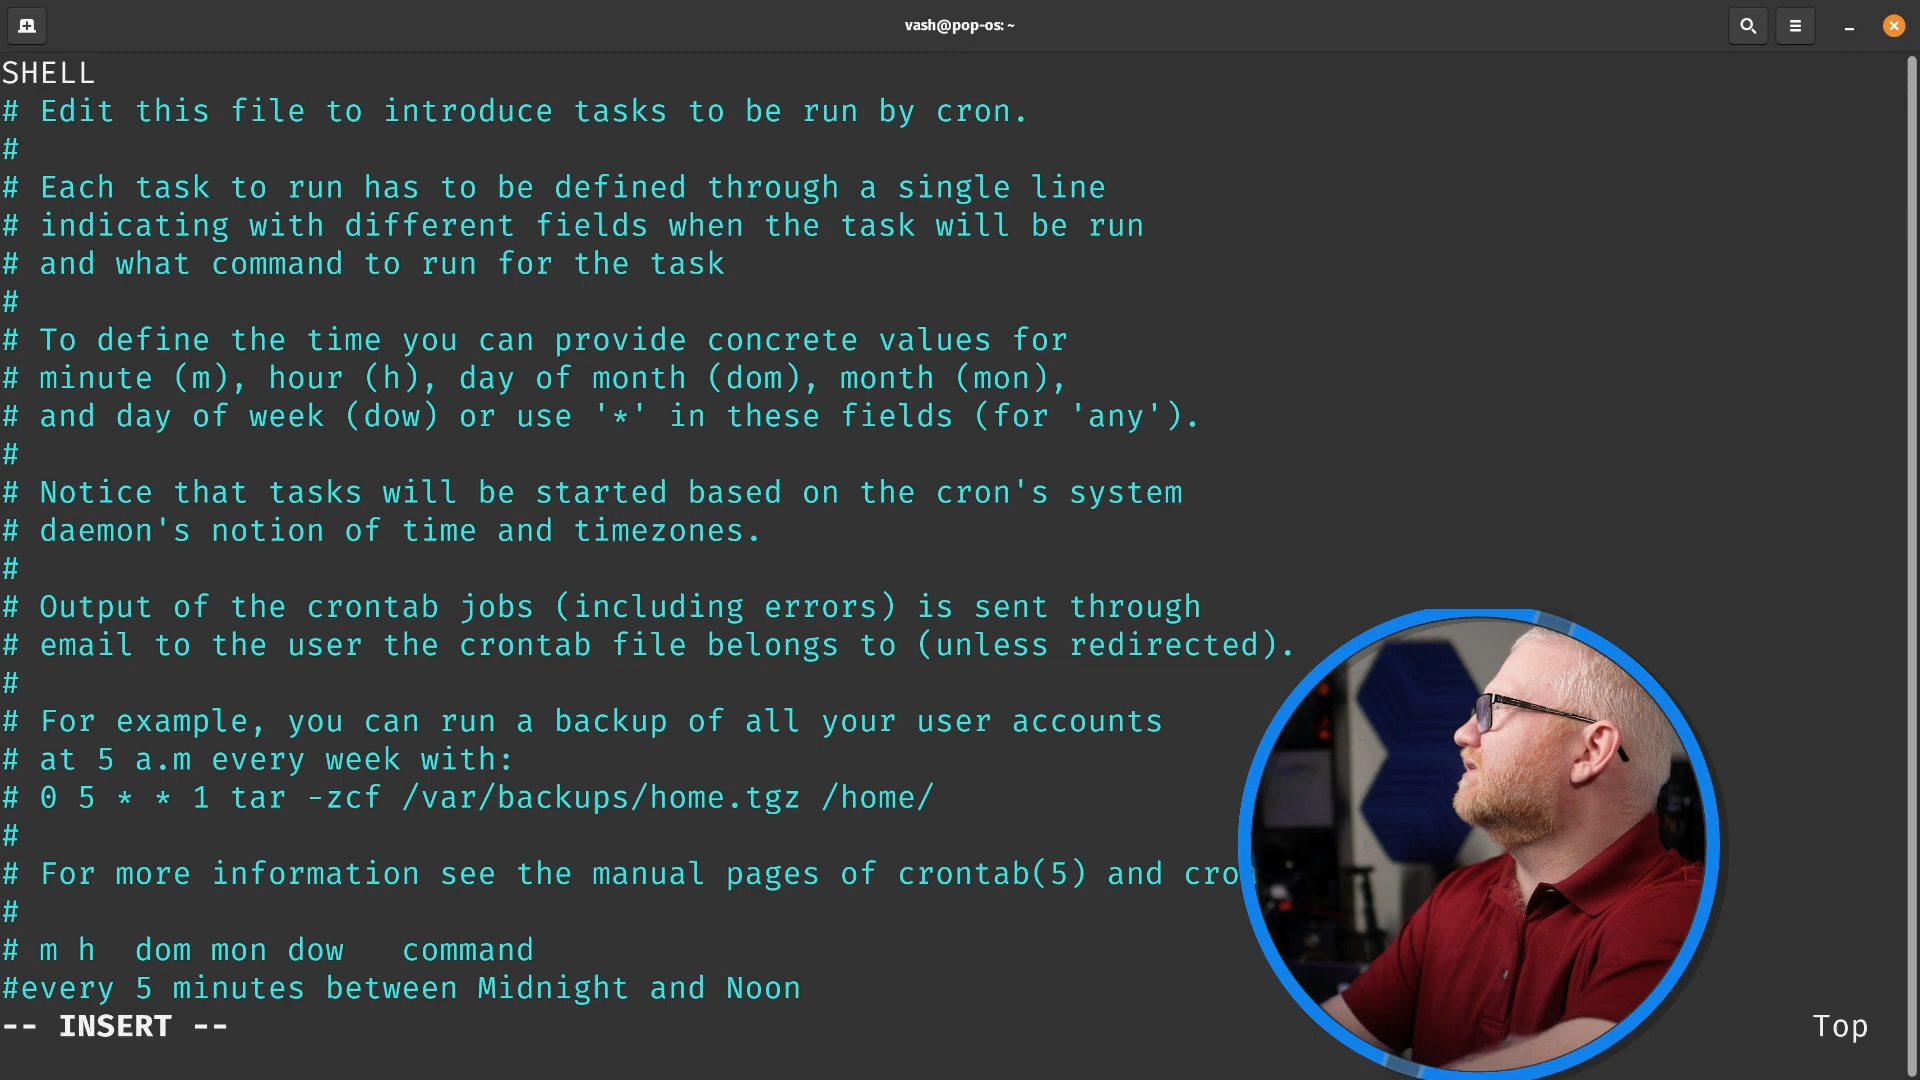 vash@pop-os: ~
SHELL
# Edit this file to introduce tasks to be run by cron.
#
# Each task to run has to be defined through a single line
# indicating with different fields when the task will be run
# and what command to run for the task
#
# To define the time you can provide concrete values for
# minute (m), hour (h), day of month (dom), month (mon),
# and day of week (dow) or use '*' in these fields (for 'any').
#
# Notice that tasks will be started based on the cron's system
# daemon's notion of time and timezones.
#
# Output of the crontab jobs (including errors) is sent through
# email to the user the crontab file belongs to (unless redirected).
#
# For example, you can run a backup of all your user accounts
# at 5 a.m every week with:
# 0 5 * * 1 tar -zcf /var/backups/home.tgz /home/
#
# For more information see the manual pages of crontab(5) and
#
# m h  dom mon dow   command
#every 5 minutes between Midnight and Noon
-- INSERT -- Top